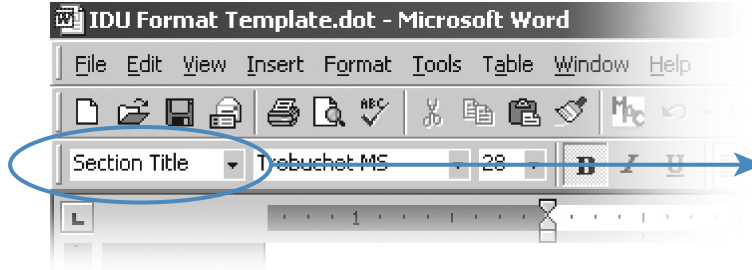 IDU Format Template.dot - Microsoft Word
File Edit View Insert Format Tools Table Window Help
ABC
Section Title Trebuchet MS 28 B I U
L 1